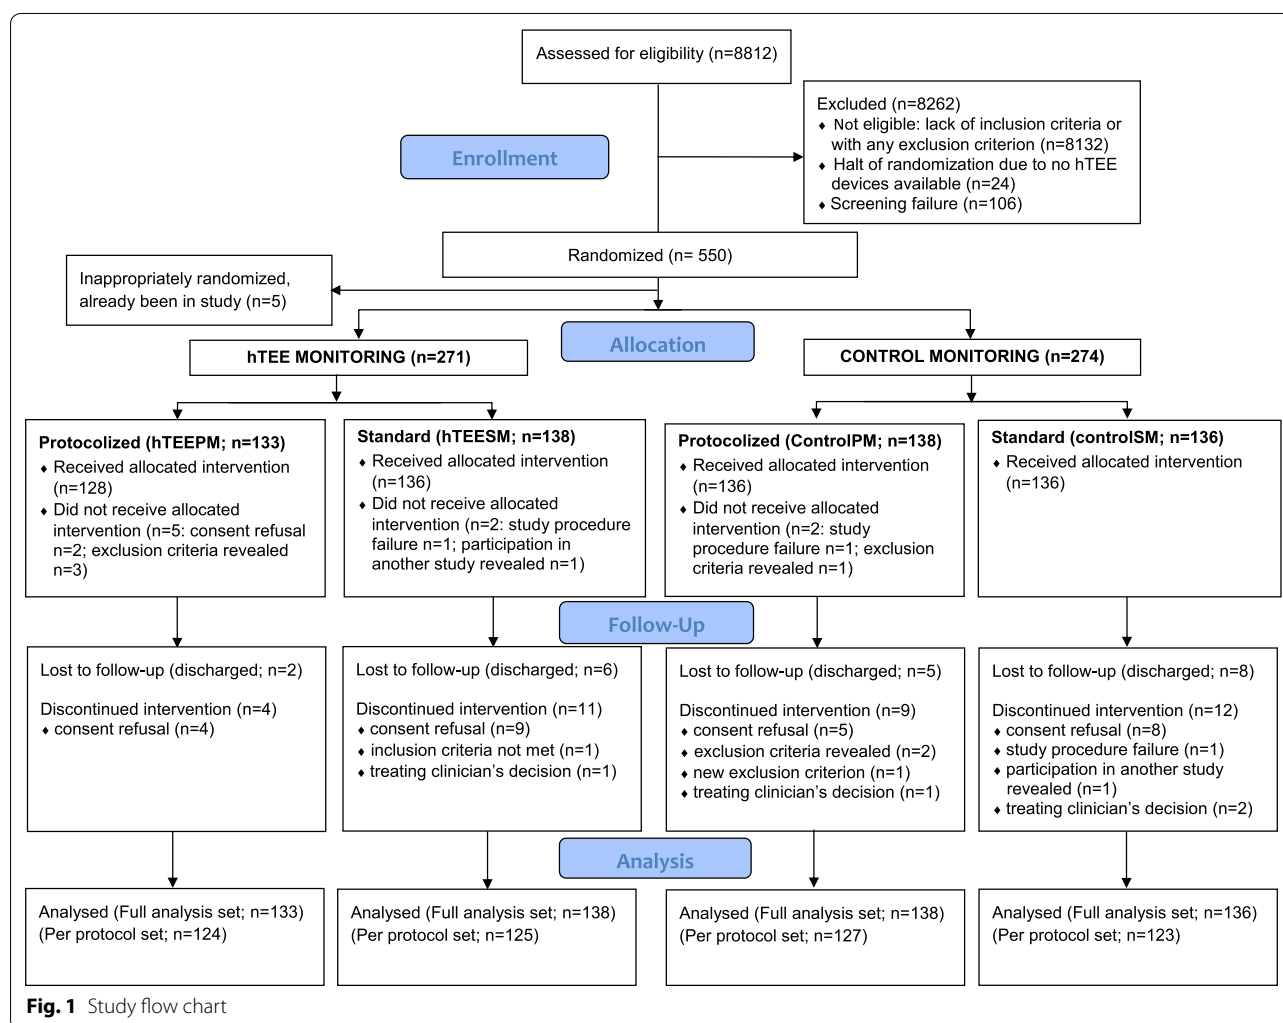 Assessed for eligibility (n=8812)
Excluded (n=8262)
♦ Not eligible: lack of inclusion criteria or
with any exclusion criterion (n=8132)
♦ Halt of randomization due to no hTEE
devices available (n=24)
♦ Screening failure (n=106)
Enrollment
Randomized (n= 550)
Inappropriately randomized,
already been in study (n=5)
Allocation
hTEE MONITORING (n=271)
CONTROL MONITORING (n=274)
Protocolized (hTEEPM; n=133)
♦ Received allocated intervention
(n=128)
♦ Did not receive allocated
intervention (n=5: consent refusal
n=2; exclusion criteria revealed
n=3)
Standard (hTEESM; n=138)
♦ Received allocated intervention
(n=136)
♦ Did not receive allocated
intervention (n=2: study procedure
failure n=1; participation in
another study revealed n=1)
Protocolized (ControlPM; n=138)
♦ Received allocated intervention
(n=136)
♦ Did not receive allocated
intervention (n=2: study
procedure failure n=1; exclusion
criteria revealed n=1)
Standard (controlSM; n=136)
♦ Received allocated intervention
(n=136)
Follow-Up
Lost to follow-up (discharged; n=2)
Discontinued intervention (n=4)
♦ consent refusal (n=4)
Lost to follow-up (discharged; n=6)
Discontinued intervention (n=11)
♦ consent refusal (n=9)
♦ inclusion criteria not met (n=1)
♦ treating clinician's decision (n=1)
Lost to follow-up (discharged; n=5)
Discontinued intervention (n=9)
♦ consent refusal (n=5)
♦ exclusion criteria revealed (n=2)
♦ new exclusion criterion (n=1)
♦ treating clinician's decision (n=1)
Lost to follow-up (discharged; n=8)
Discontinued intervention (n=12)
♦ consent refusal (n=8)
♦ study procedure failure (n=1)
♦ participation in another study
revealed (n=1)
♦ treating clinician's decision (n=2)
Analysis
Analysed (Full analysis set; n=133)
(Per protocol set; n=124)
Analysed (Full analysis set; n=138)
(Per protocol set; n=125)
Analysed (Full analysis set; n=138)
(Per protocol set; n=127)
Analysed (Full analysis set; n=136)
(Per protocol set; n=123)
Fig. 1 Study flow chart